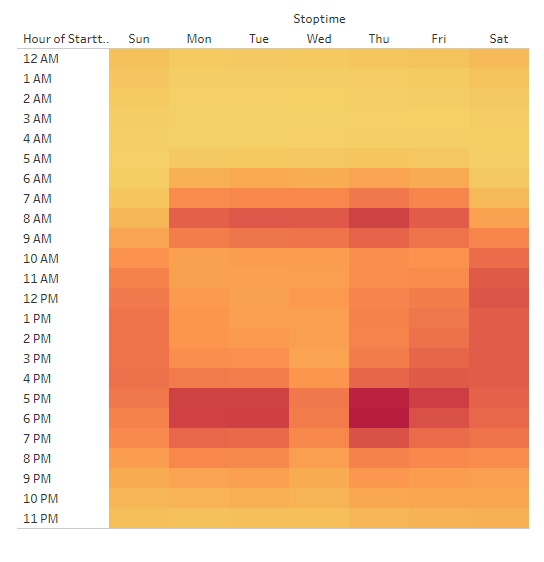 Stoptime
Hour of Startt.. Sun Mon Tue Wed Thu Fri Sat
12 AM
1 AM
2 AM
3 AM
4 AM
5 AM
6 AM
7 AM
8 AM
9 AM
10 AM
11 AM
12 PM
1 PM
2 PM
3 PM
4 PM
5 PM
6 PM
7 PM
8 PM
9 PM
10 PM
11 PM